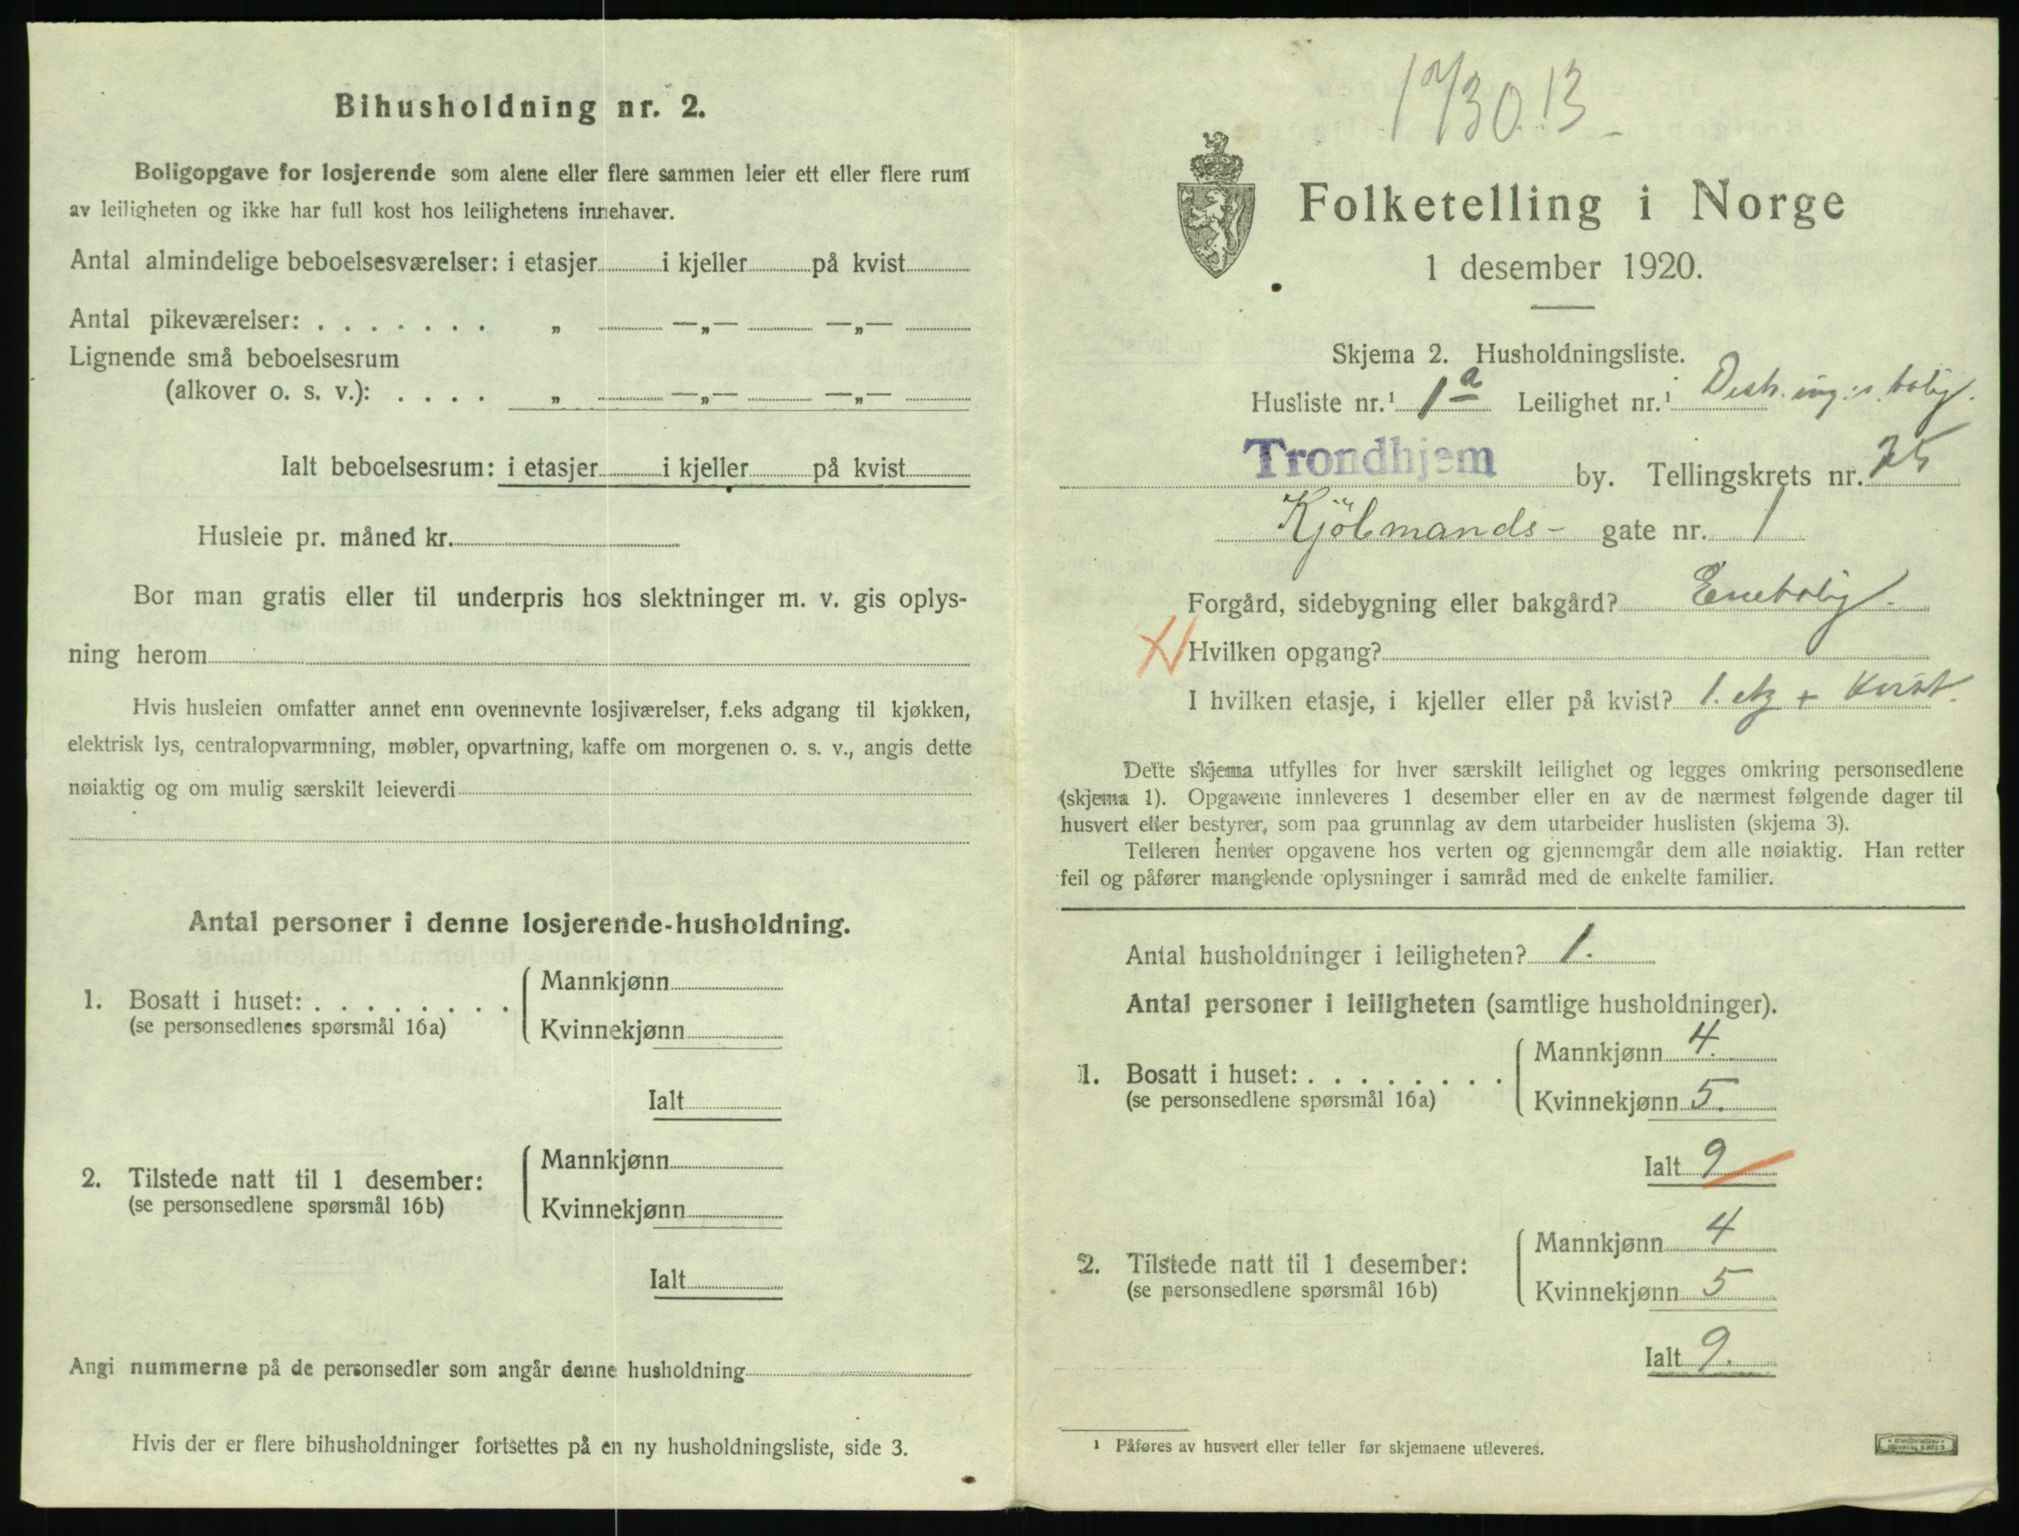 Bihusholdning nr. 2.
Boligopgave for losjerende som alene eller flere sammen leier ett eller flere rum
av leiligheten og ikke har full kost hos leilighetens innehaver.
Antal almindelige beboelsesværelser: i etasjer i kjeller på kvist
Antal pikeværelser: . . . . . . . „ —„— —„—
Lignende små beboelsesrum
(alkover o. s. v.): . . . . „ —„— —„—
Ialt beboelsesrum: i etasjer i kjeller på kvist
Husleie pr. måned kr.
Bor man gratis eller til underpris hos slektninger m. v. gis oplys-
ning herom
Hvis husleien omfatter annet enn ovennevnte losjiværelser, f.eks adgang til kjøkken,
elektrisk lys, centralopvarmning, møbler, opvartning, kaffe om morgenen o. s. v., angis dette
nøiaktig og om mulig særskilt leieverdi
Antal personer i denne losjerende-husholdning.
1. Bosatt i huset: . . . . . . . .
(se personsedlenes spørsmål 16a)
Mannkjønn
Kvinnekjønn
Ialt
2. Tilstede natt til 1 desember:
(se personsedlene spørsmål 16b)
Mannkjønn
Kvinnekjønn
Ialt
Angi nummerne på de personsedler som angår denne husholdning
Hvis der er flere bihusholdninger fortsettes på en ny husholdningsliste, side 3.
Folketelling i Norge
1 desember 1920.
Skjema 2. Husholdningsliste.
Husliste nr.¹ 1a Leilighet nr.¹ Distr. ing.s bolig.
Trondhjem by. Tellingskrets nr. 75
Kjöbmands- gate nr. 1
Forgård, sidebygning eller bakgård? Enebolig.
Hvilken opgang?
I hvilken etasje, i kjeller eller på kvist? 1. etg + Kvist.
Dette skjema utfylles for hver særskilt leilighet og legges omkring personsedlene
(skjema 1). Opgavene innleveres 1 desember eller en av de nærmest følgende dager til
husvert eller bestyrer, som paa grunnlag av dem utarbeider huslisten (skjema 3).
Telleren henter opgavene hos verten og gjennemgår dem alle nøiaktig. Han retter
feil og påfører manglende oplysninger i samråd med de enkelte familier.
Antal husholdninger i leiligheten? 1.
Antal personer i leiligheten (samtlige husholdninger).
1. Bosatt i huset: . . . . . . . .
(se personsedlene spørsmål 16a)
Mannkjønn 4.
Kvinnekjønn 5.
Ialt 9
2. Tilstede natt til 1 desember:
(se personsedlene spørsmål 16b)
Mannkjønn 4
Kvinnekjønn 5
Ialt 9.
¹ Påføres av husvert eller teller før skjemaene utleveres.